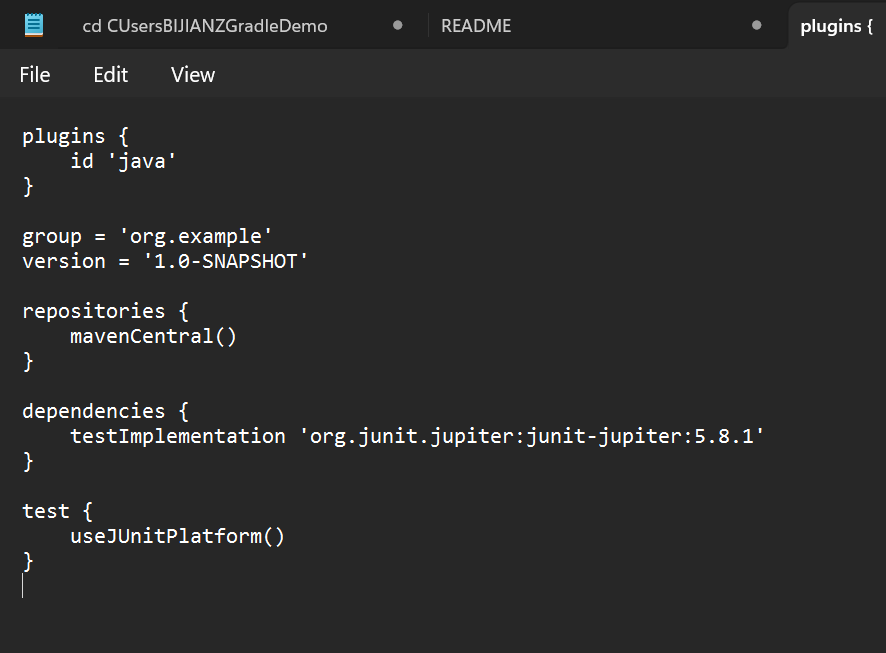 cd CUsersBIJIANZGradleDemo
README
plugins {
File Edit View
plugins {
    id 'java'
}
group = 'org.example'
version = '1.0-SNAPSHOT'
repositories {
    mavenCentral()
}
dependencies {
    testImplementation 'org.junit.jupiter:junit-jupiter:5.8.1'
}
test {
    useJUnitPlatform()
}